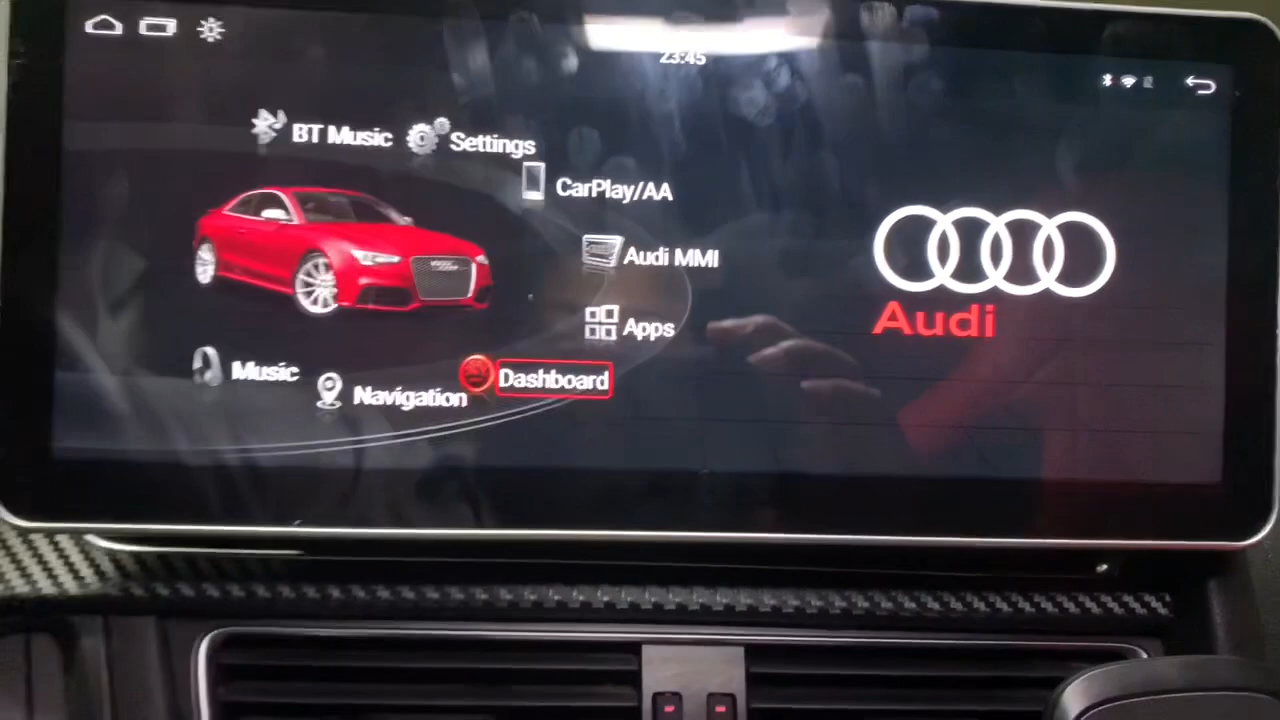 23:45
BT Music
Settings
CarPlay/AA
Audi MMI
Apps
Dashboard
Navigation
Music
Audi